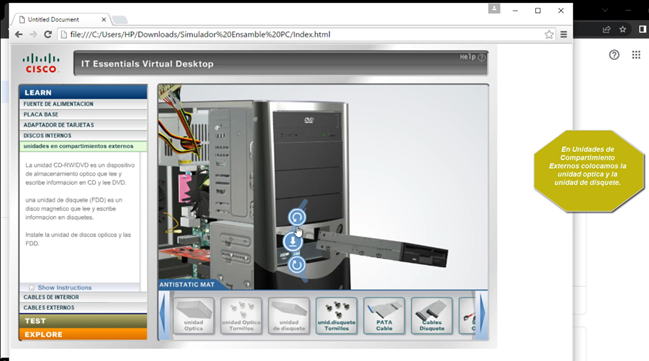 Untitled Document
file:///C:/Users/HP/Downloads/Simulador%20Ensamble%20PC/Index.html
CISCO
IT Essentials Virtual Desktop
Help ?
LEARN
FUENTE DE ALIMENTACION
PLACA BASE
ADAPTADOR DE TARJETAS
DISCOS INTERNOS
unidades en compartimientos externos
La unidad CD-RW/DVD es un dispositivo
de almacenamiento optico que lee y
escribe informacion en CD y lee DVD.
una unidad de disquete (FDD) es un
disco magnetico que lee y escribe
informacion en disquetes.
Instale la unidad de discos opticos y las
FDD.
Show Instructions
CABLES DE INTERIOR
CABLES EXTERNOS
TEST
EXPLORE
DVD
ANTISTATIC MAT
unidad
Optica
unidad Optica
Tornillos
unidad
de disquete
unid.disquete
Tornillos
PATA
Cable
Cables
Disquete
En Unidades de
Compartimiento
Externos colocamos la
unidad optica y la
unidad de disquete.